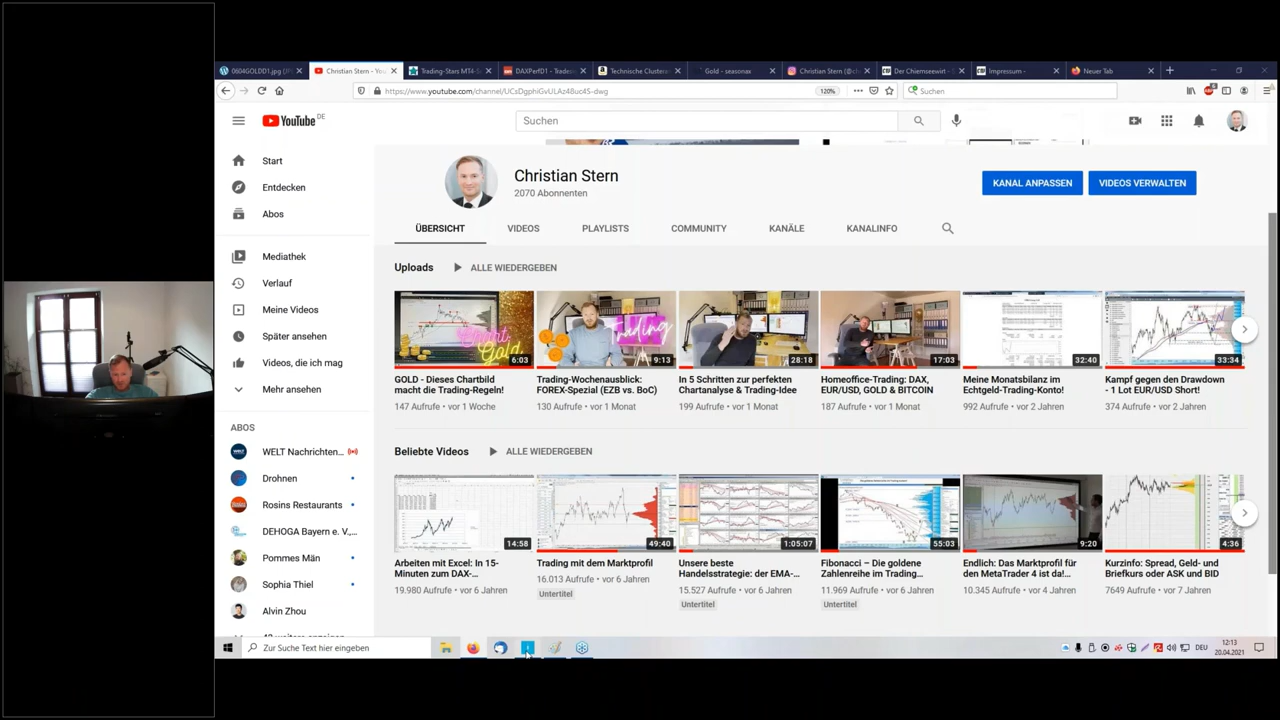 0604GOLDD1.jpg (JP
Christian Stern - You
Trading-Stars MT4-S
DAXPerfD1 - Trades
Technische Clustera
Gold - seasonax
Christian Stern (@c
Der Chiemseewirt - C
Impressum -
Neuer Tab
https://www.youtube.com/channel/UCsDgphiGvULAz48uc4S-dwg
120%
Suchen
YouTube DE
Suchen
Start
Entdecken
Abos
Mediathek
Verlauf
Meine Videos
Später ansehen
Videos, die ich mag
Mehr ansehen
ABOS
WELT Nachrichten...
Drohnen
Rosins Restaurants
DEHOGA Bayern e. V.,...
Pommes Män
Sophia Thiel
Alvin Zhou
Christian Stern
2070 Abonnenten
KANAL ANPASSEN
VIDEOS VERWALTEN
ÜBERSICHT
VIDEOS
PLAYLISTS
COMMUNITY
KANÄLE
KANALINFO
Uploads
ALLE WIEDERGEBEN
6:03
9:13
28:18
17:03
32:40
33:34
GOLD - Dieses Chartbild
macht die Trading-Regeln!
147 Aufrufe • vor 1 Woche
Trading-Wochenausblick:
FOREX-Spezial (EZB vs. BoC)
130 Aufrufe • vor 1 Monat
In 5 Schritten zur perfekten
Chartanalyse & Trading-Idee
199 Aufrufe • vor 1 Monat
Homeoffice-Trading: DAX,
EUR/USD, GOLD & BITCOIN
187 Aufrufe • vor 1 Monat
Meine Monatsbilanz im
Echtgeld-Trading-Konto!
992 Aufrufe • vor 2 Jahren
Kampf gegen den Drawdown
- 1 Lot EUR/USD Short!
374 Aufrufe • vor 2 Jahren
Beliebte Videos
ALLE WIEDERGEBEN
14:58
49:40
1:05:07
55:03
9:20
4:36
Arbeiten mit Excel: In 15-
Minuten zum DAX-...
19.980 Aufrufe • vor 6 Jahren
Trading mit dem Marktprofil
16.013 Aufrufe • vor 6 Jahren
Untertitel
Unsere beste
Handelsstrategie: der EMA-...
15.527 Aufrufe • vor 6 Jahren
Untertitel
Fibonacci – Die goldene
Zahlenreihe im Trading...
11.969 Aufrufe • vor 6 Jahren
Untertitel
Endlich: Das Marktprofil für
den MetaTrader 4 ist da!...
10.345 Aufrufe • vor 4 Jahren
Kurzinfo: Spread, Geld- und
Briefkurs oder ASK und BID
7649 Aufrufe • vor 7 Jahren
Zur Suche Text hier eingeben
DEU
12:13
20.04.2021